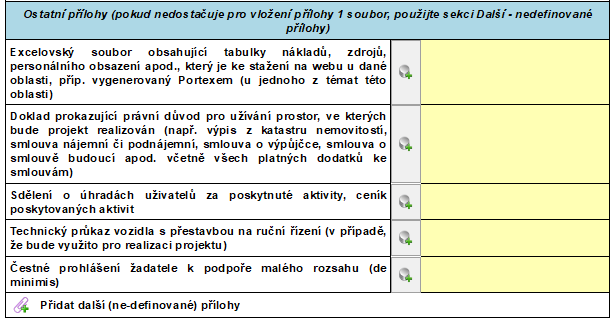 Ostatní přílohy (pokud nedostačuje pro vložení přílohy 1 soubor, použijte sekci Další - nedefinované
přílohy)
Excelovský soubor obsahující tabulky nákladů, zdrojů,
personálního obsazení apod., který je ke stažení na webu u dané
oblasti, příp. vygenerovaný Portexem (u jednoho z témat této
oblasti)
Doklad prokazující právní důvod pro užívání prostor, ve kterých
bude projekt realizován (např. výpis z katastru nemovitostí,
smlouva nájemní či podnájemní, smlouva o výpůjčce, smlouva o
smlouvě budoucí apod. včetně všech platných dodatků ke
smlouvám)
Sdělení o úhradách uživatelů za poskytnuté aktivity, ceník
poskytovaných aktivit
Technický průkaz vozidla s přestavbou na ruční řízení (v případě,
že bude využito pro realizaci projektu)
Čestné prohlášení žadatele k podpoře malého rozsahu (de
minimis)
Přidat další (ne-definované) přílohy